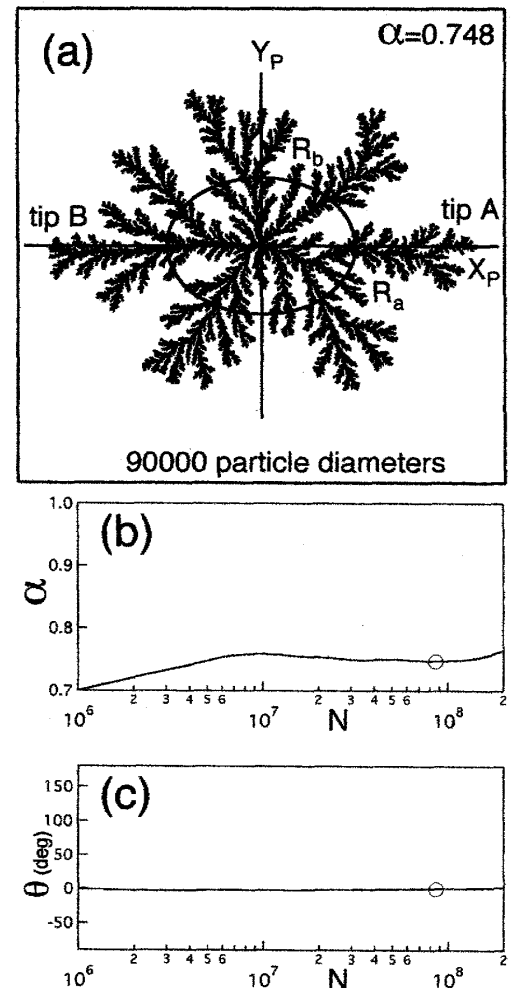 (a)
α=0.748
Y_P
R_b
tip B
tip A
X_P
R_a
90000 particle diameters
(b)
1.0
0.9
α
0.8
0.7
10^6 2 3 4 5 6 10^7 2 3 4 5 6 10^8 2
N
(c)
150
100
50
θ (deg)
0
-50
10^6 2 3 4 5 6 10^7 2 3 4 5 6 10^8 2
N